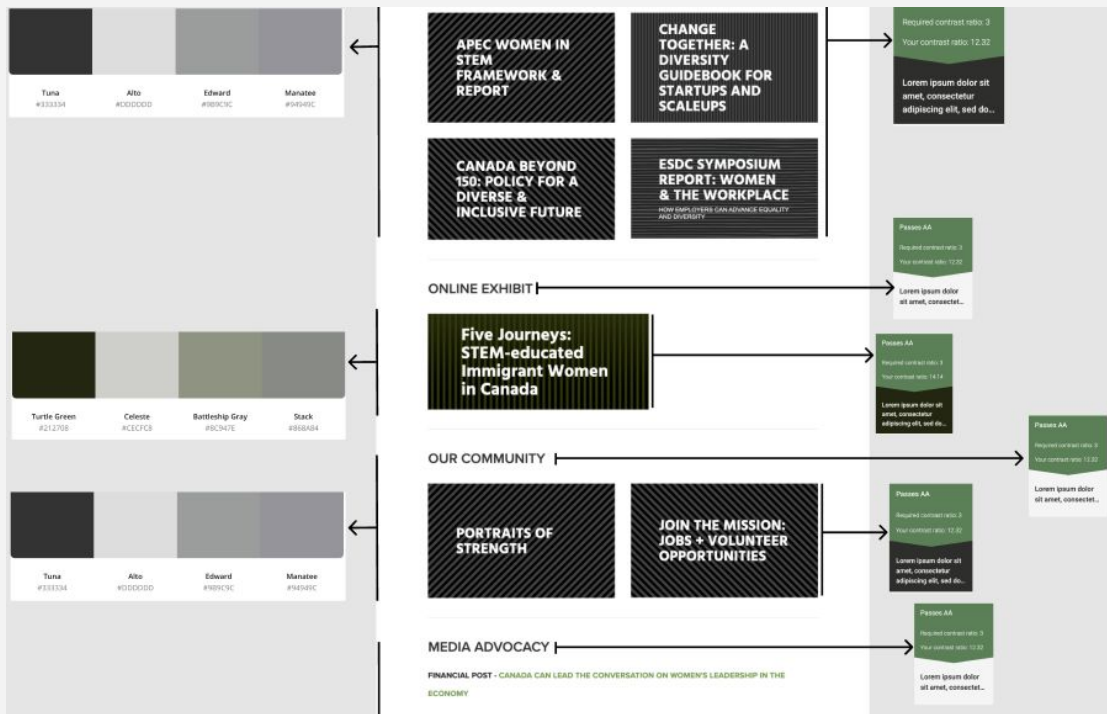 Tuna
#333334
Alto
#DDDDDD
Edward
#9B9C9C
Manatee
#94949C
APEC WOMEN IN
STEM
FRAMEWORK &
REPORT
CHANGE
TOGETHER: A
DIVERSITY
GUIDEBOOK FOR
STARTUPS AND
SCALEUPS
Required contrast ratio: 3
Your contrast ratio: 12.32
Lorem ipsum dolor sit
amet, consectetur
adipiscing elit, sed do...
CANADA BEYOND
150: POLICY FOR A
DIVERSE &
INCLUSIVE FUTURE
ESDC SYMPOSIUM
REPORT: WOMEN
& THE WORKPLACE
HOW EMPLOYERS CAN ADVANCE EQUALITY
AND DIVERSITY
Passes AA
Required contrast ratio: 3
Your contrast ratio: 12.32
Lorem ipsum dolor
sit amet, consectet...
ONLINE EXHIBIT
Five Journeys:
STEM-educated
Immigrant Women
in Canada
Passes AA
Required contrast ratio: 3
Your contrast ratio: 14.14
Lorem ipsum dolor sit
amet, consectetur
adipiscing elit, sed do...
Turtle Green
#212708
Celeste
#CECFC8
Battleship Gray
#8C947E
Stack
#868A84
OUR COMMUNITY
Passes AA
Required contrast ratio: 3
Your contrast ratio: 12.32
Lorem ipsum dolor
sit amet, consectet...
PORTRAITS OF
STRENGTH
JOIN THE MISSION:
JOBS + VOLUNTEER
OPPORTUNITIES
Passes AA
Required contrast ratio: 3
Your contrast ratio: 12.32
Lorem ipsum dolor sit
amet, consectetur
adipiscing elit, sed do...
Tuna
#333334
Alto
#DDDDDD
Edward
#9B9C9C
Manatee
#94949C
MEDIA ADVOCACY
Passes AA
Required contrast ratio: 3
Your contrast ratio: 12.32
Lorem ipsum dolor
sit amet, consectet...
FINANCIAL POST - CANADA CAN LEAD THE CONVERSATION ON WOMEN'S LEADERSHIP IN THE
ECONOMY